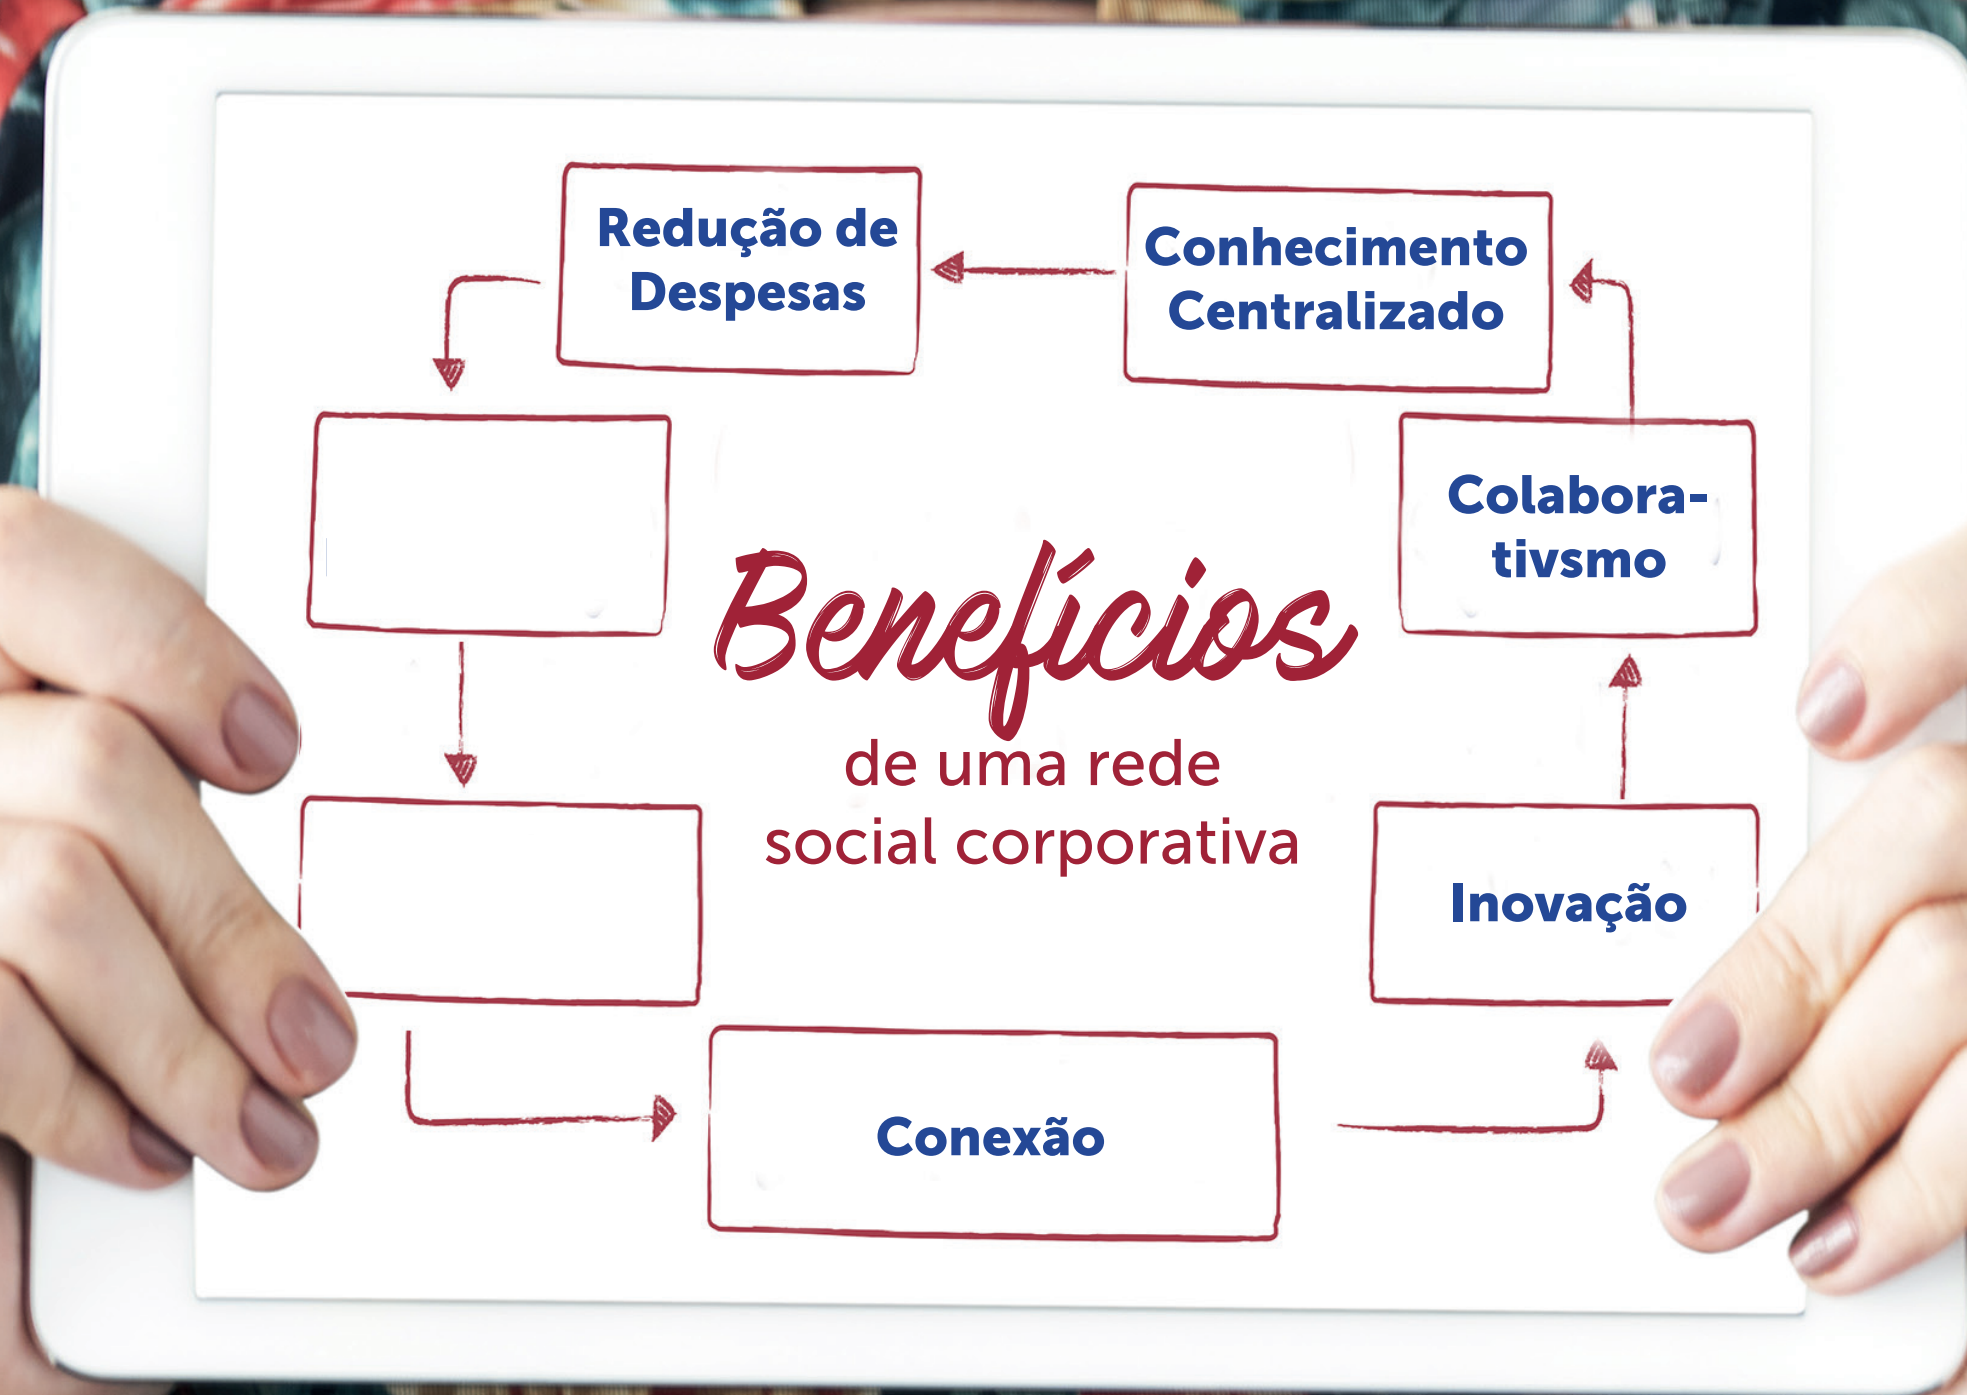 Redução de
Despesas
Conhecimento
Centralizado
Colabora-
tivsmo
Benefícios
de uma rede
social corporativa
Inovação
Conexão